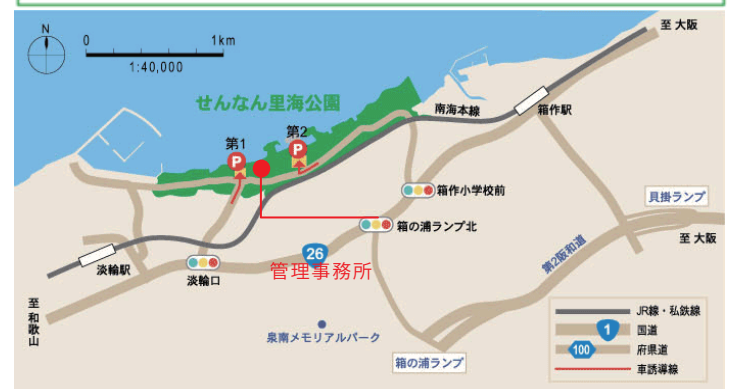 N
0 1km
1:40,000
至 大阪
せんなん里海公園
南海本線
箱作駅
第1
P
第2
P
箱作小学校前
貝掛ランプ
箱の浦ランプ北
至 大阪
第2阪和道
26
管理事務所
淡輪駅
淡輪口
至和歌山
泉南メモリアルパーク
箱の浦ランプ
JR線・私鉄線
1 国道
100 府県道
車誘導線